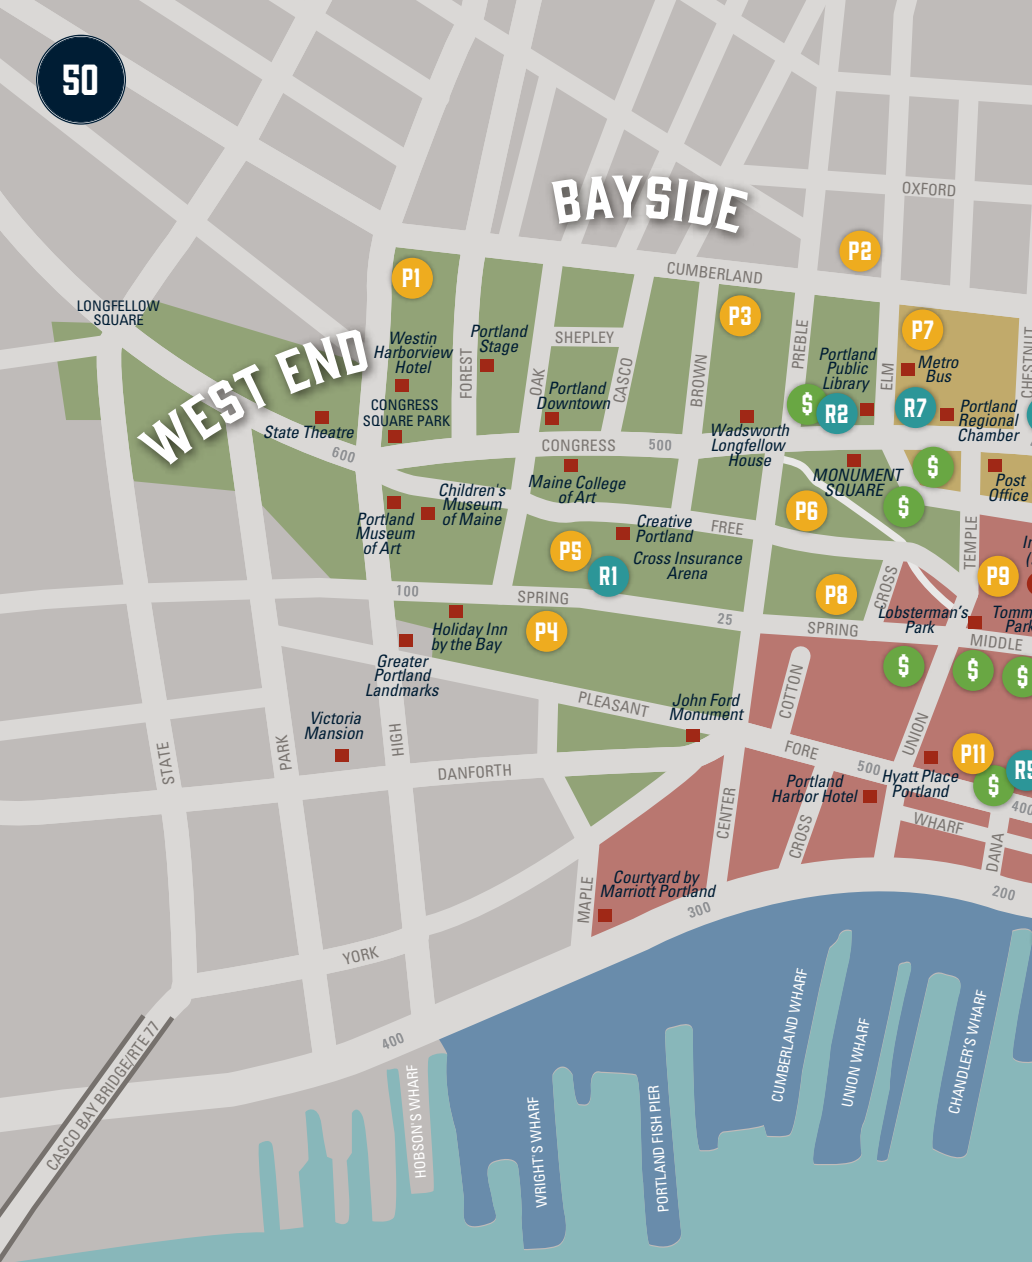 50
BAYSIDE
OXFORD
P2
CUMBERLAND
P1
LONGFELLOW
SQUARE
P3
P7
WEST END
Westin
Harborview
Hotel
Portland
Stage
SHEPLEY
FOREST
OAK
CASCO
BROWN
PREBLE
ELM
CHESTNUT
Portland
Public
Library
Metro
Bus
Portland
Downtown
CONGRESS
SQUARE PARK
$
R2
R7
Portland
Regional
Chamber
State Theatre
600
CONGRESS
500
Wadsworth
Longfellow
House
MONUMENT
SQUARE
$
Post
Office
Maine College
of Art
Children's
Museum
of Maine
Portland
Museum
of Art
Creative
Portland
FREE
P6
$
TEMPLE
P5
R1
Cross Insurance
Arena
P9
CROSS
P8
100
SPRING
25
SPRING
Lobsterman's
Park
Tomm
Park
MIDDLE
Holiday Inn
by the Bay
P4
Greater
Portland
Landmarks
$
$
$
COTTON
PLEASANT
John Ford
Monument
Victoria
Mansion
STATE
PARK
HIGH
DANFORTH
FORE
500
UNION
P11
R5
$
Hyatt Place
Portland
Portland
Harbor Hotel
400
WHARF
CENTER
CROSS
DANA
MAPLE
Courtyard by
Marriott Portland
300
200
YORK
400
CASCO BAY BRIDGE/RTE 77
HOBSON'S WHARF
WRIGHT'S WHARF
PORTLAND FISH PIER
CUMBERLAND WHARF
UNION WHARF
CHANDLER'S WHARF